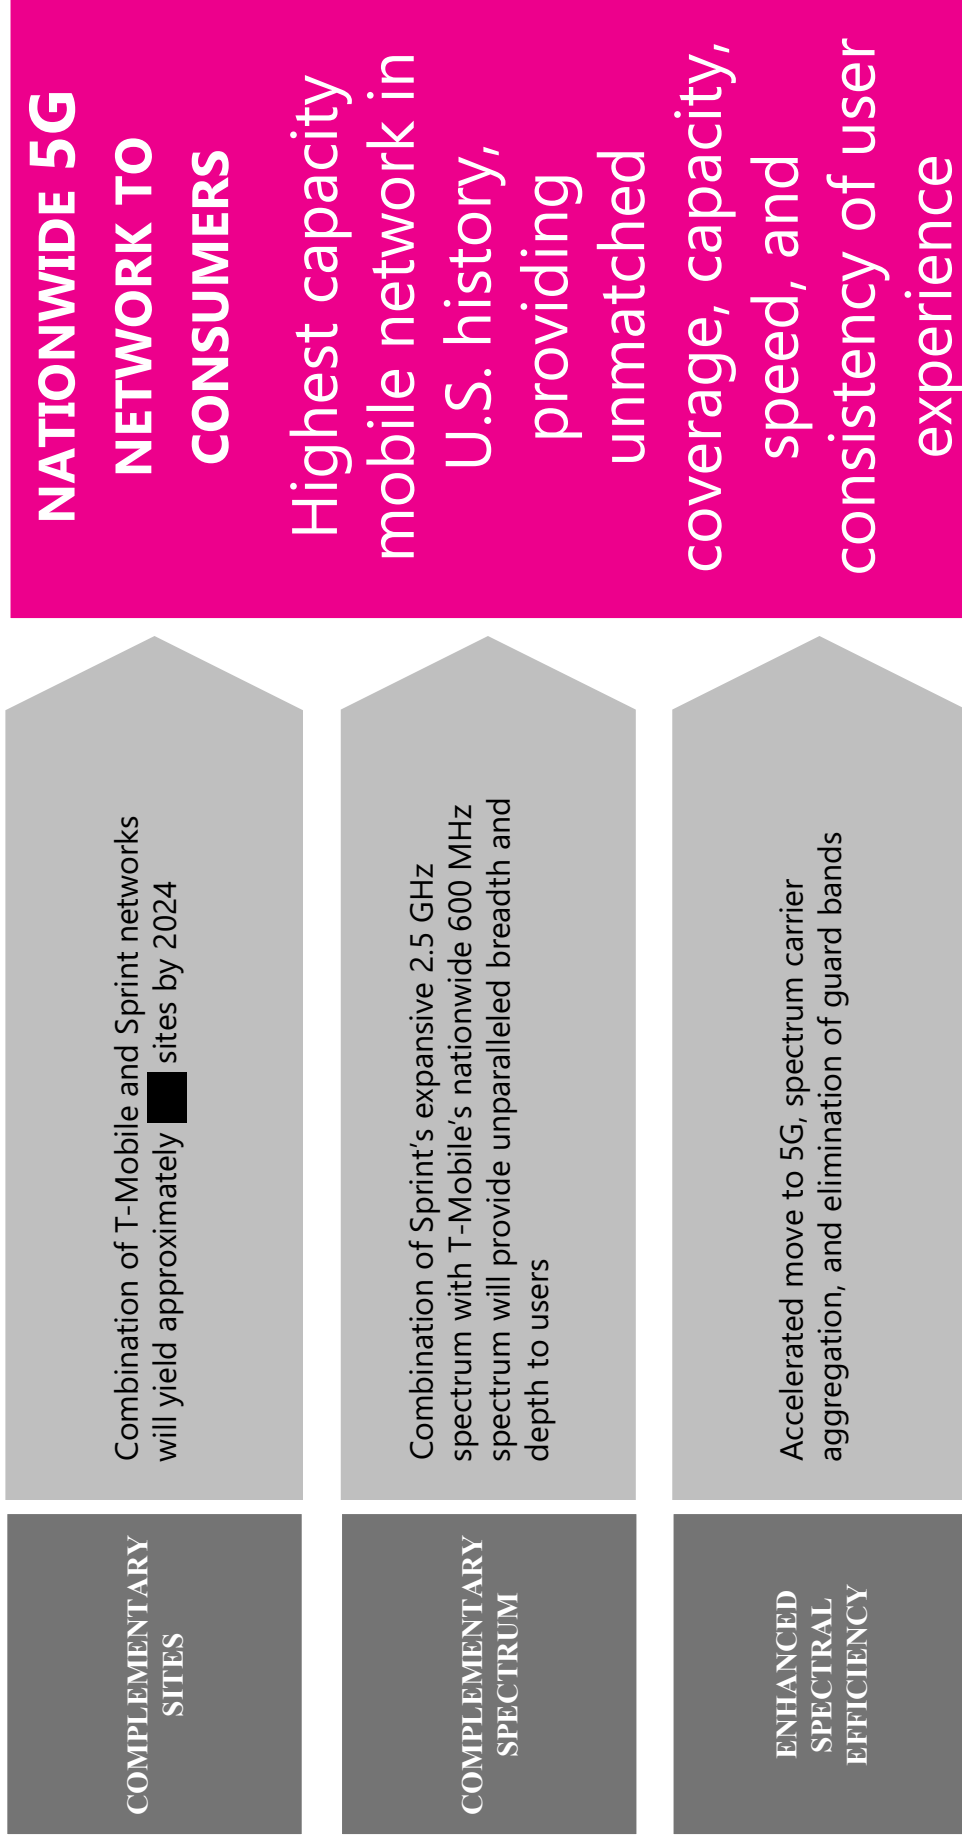 COMPLEMENTARY
SITES
Combination of T-Mobile and Sprint networks
will yield approximately sites by 2024
COMPLEMENTARY
SPECTRUM
Combination of Sprint’s expansive 2.5 GHz
spectrum with T-Mobile’s nationwide 600 MHz
spectrum will provide unparalleled breadth and
depth to users
ENHANCED
SPECTRAL
EFFICIENCY
Accelerated move to 5G, spectrum carrier
aggregation, and elimination of guard bands
NATIONWIDE 5G
NETWORK TO
CONSUMERS
Highest capacity
mobile network in
U.S. history,
providing
unmatched
coverage, capacity,
speed, and
consistency of user
experience